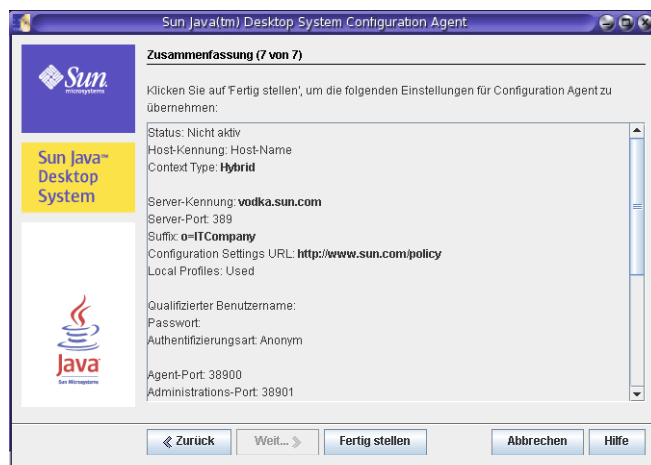 Sun Java(tm) Desktop System Configuration Agent
Sun
microsystems
Sun Java™
Desktop
System
Java
Sun Microsystems
Zusammenfassung (7 von 7)
Klicken Sie auf 'Fertig stellen', um die folgenden Einstellungen für Configuration Agent zu
übernehmen:
Status: Nicht aktiv
Host-Kennung: Host-Name
Context Type: Hybrid
Server-Kennung: vodka.sun.com
Server-Port: 389
Suffix: o=ITCompany
Configuration Settings URL: http://www.sun.com/policy
Local Profiles: Used
Qualifizierter Benutzername:
Passwort:
Authentifizierungsart: Anonym
Agent-Port: 38900
Administrations-Port: 38901
Zurück
Weit...
Fertig stellen
Abbrechen
Hilfe